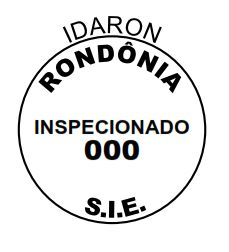 IDARON
RONDÔNIA
INSPECIONADO
000
S.I.E.